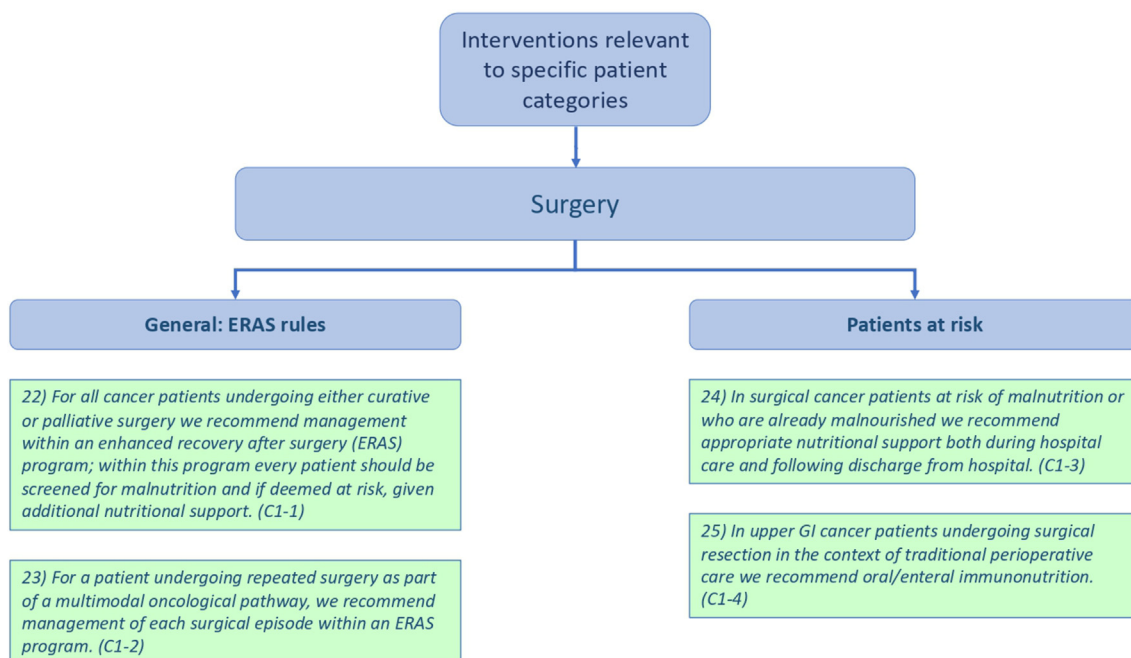 Interventions relevant
to specific patient
categories
Surgery
General: ERAS rules
22) For all cancer patients undergoing either curative
or palliative surgery we recommend management
within an enhanced recovery after surgery (ERAS)
program; within this program every patient should be
screened for malnutrition and if deemed at risk, given
additional nutritional support. (C1-1)
23) For a patient undergoing repeated surgery as part
of a multimodal oncological pathway, we recommend
management of each surgical episode within an ERAS
program. (C1-2)
Patients at risk
24) In surgical cancer patients at risk of malnutrition or
who are already malnourished we recommend
appropriate nutritional support both during hospital
care and following discharge from hospital. (C1-3)
25) In upper GI cancer patients undergoing surgical
resection in the context of traditional perioperative
care we recommend oral/enteral immunonutrition.
(C1-4)